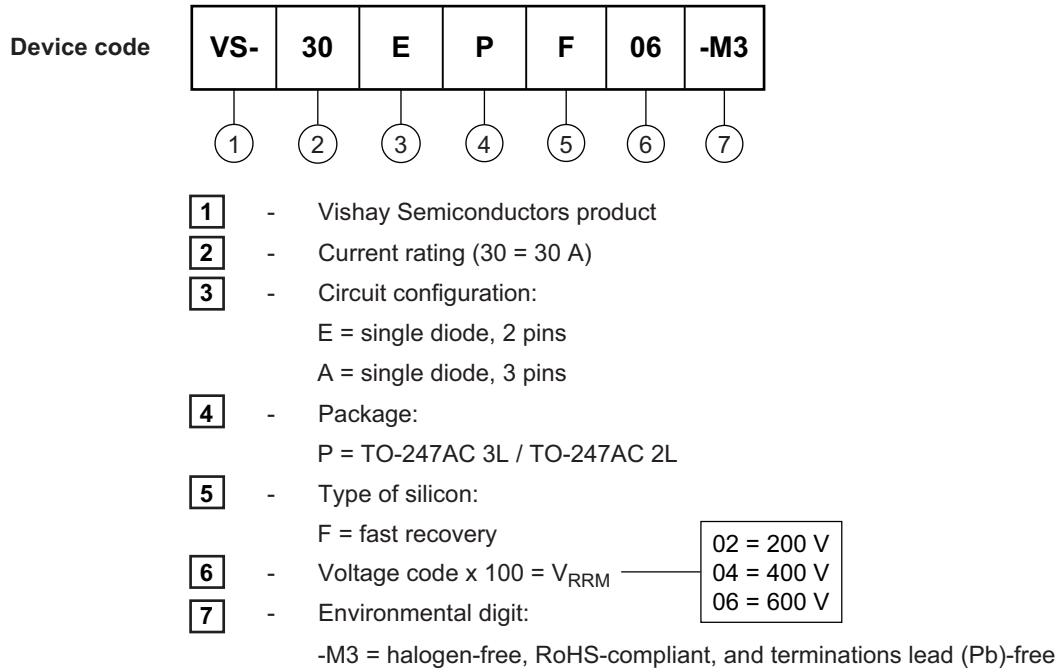 Device code VS- 30 E P F 06 -M3
1 2 3 4 5 6 7
1 - Vishay Semiconductors product
2 - Current rating (30 = 30 A)
3 - Circuit configuration:
E = single diode, 2 pins
A = single diode, 3 pins
4 - Package:
P = TO-247AC 3L / TO-247AC 2L
5 - Type of silicon:
F = fast recovery
02 = 200 V
6 - Voltage code x 100 = VRRM 04 = 400 V
06 = 600 V
7 - Environmental digit:
-M3 = halogen-free, RoHS-compliant, and terminations lead (Pb)-free